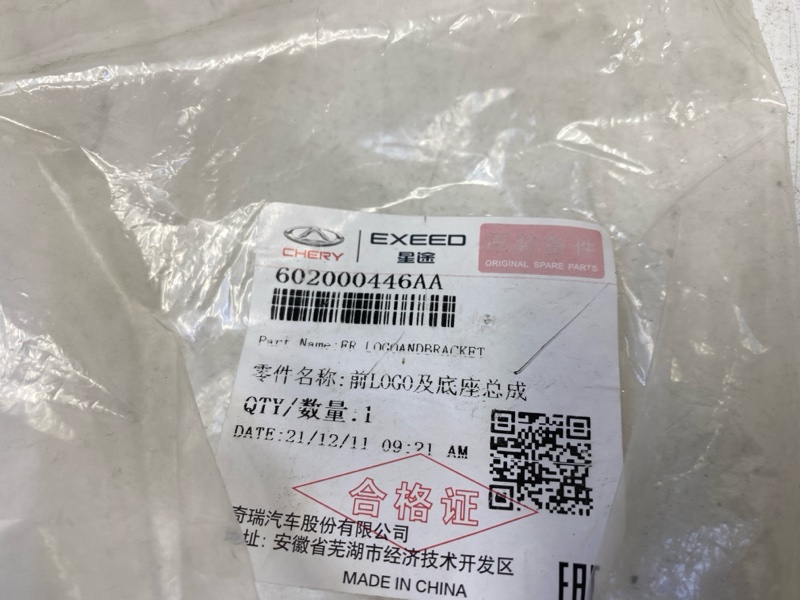 CHERY
EXEED
星途
原装备件
ORIGINAL SPARE PARTS
602000446AA
Part Name:FR LOGOANDBRACKET
零件名称:前LOGO及底座总成
QTY/数量:1
DATE:21/12/11 09:21 AM
合格证
奇瑞汽车股份有限公司
址: 安徽省芜湖市经济技术开发区
MADE IN CHINA